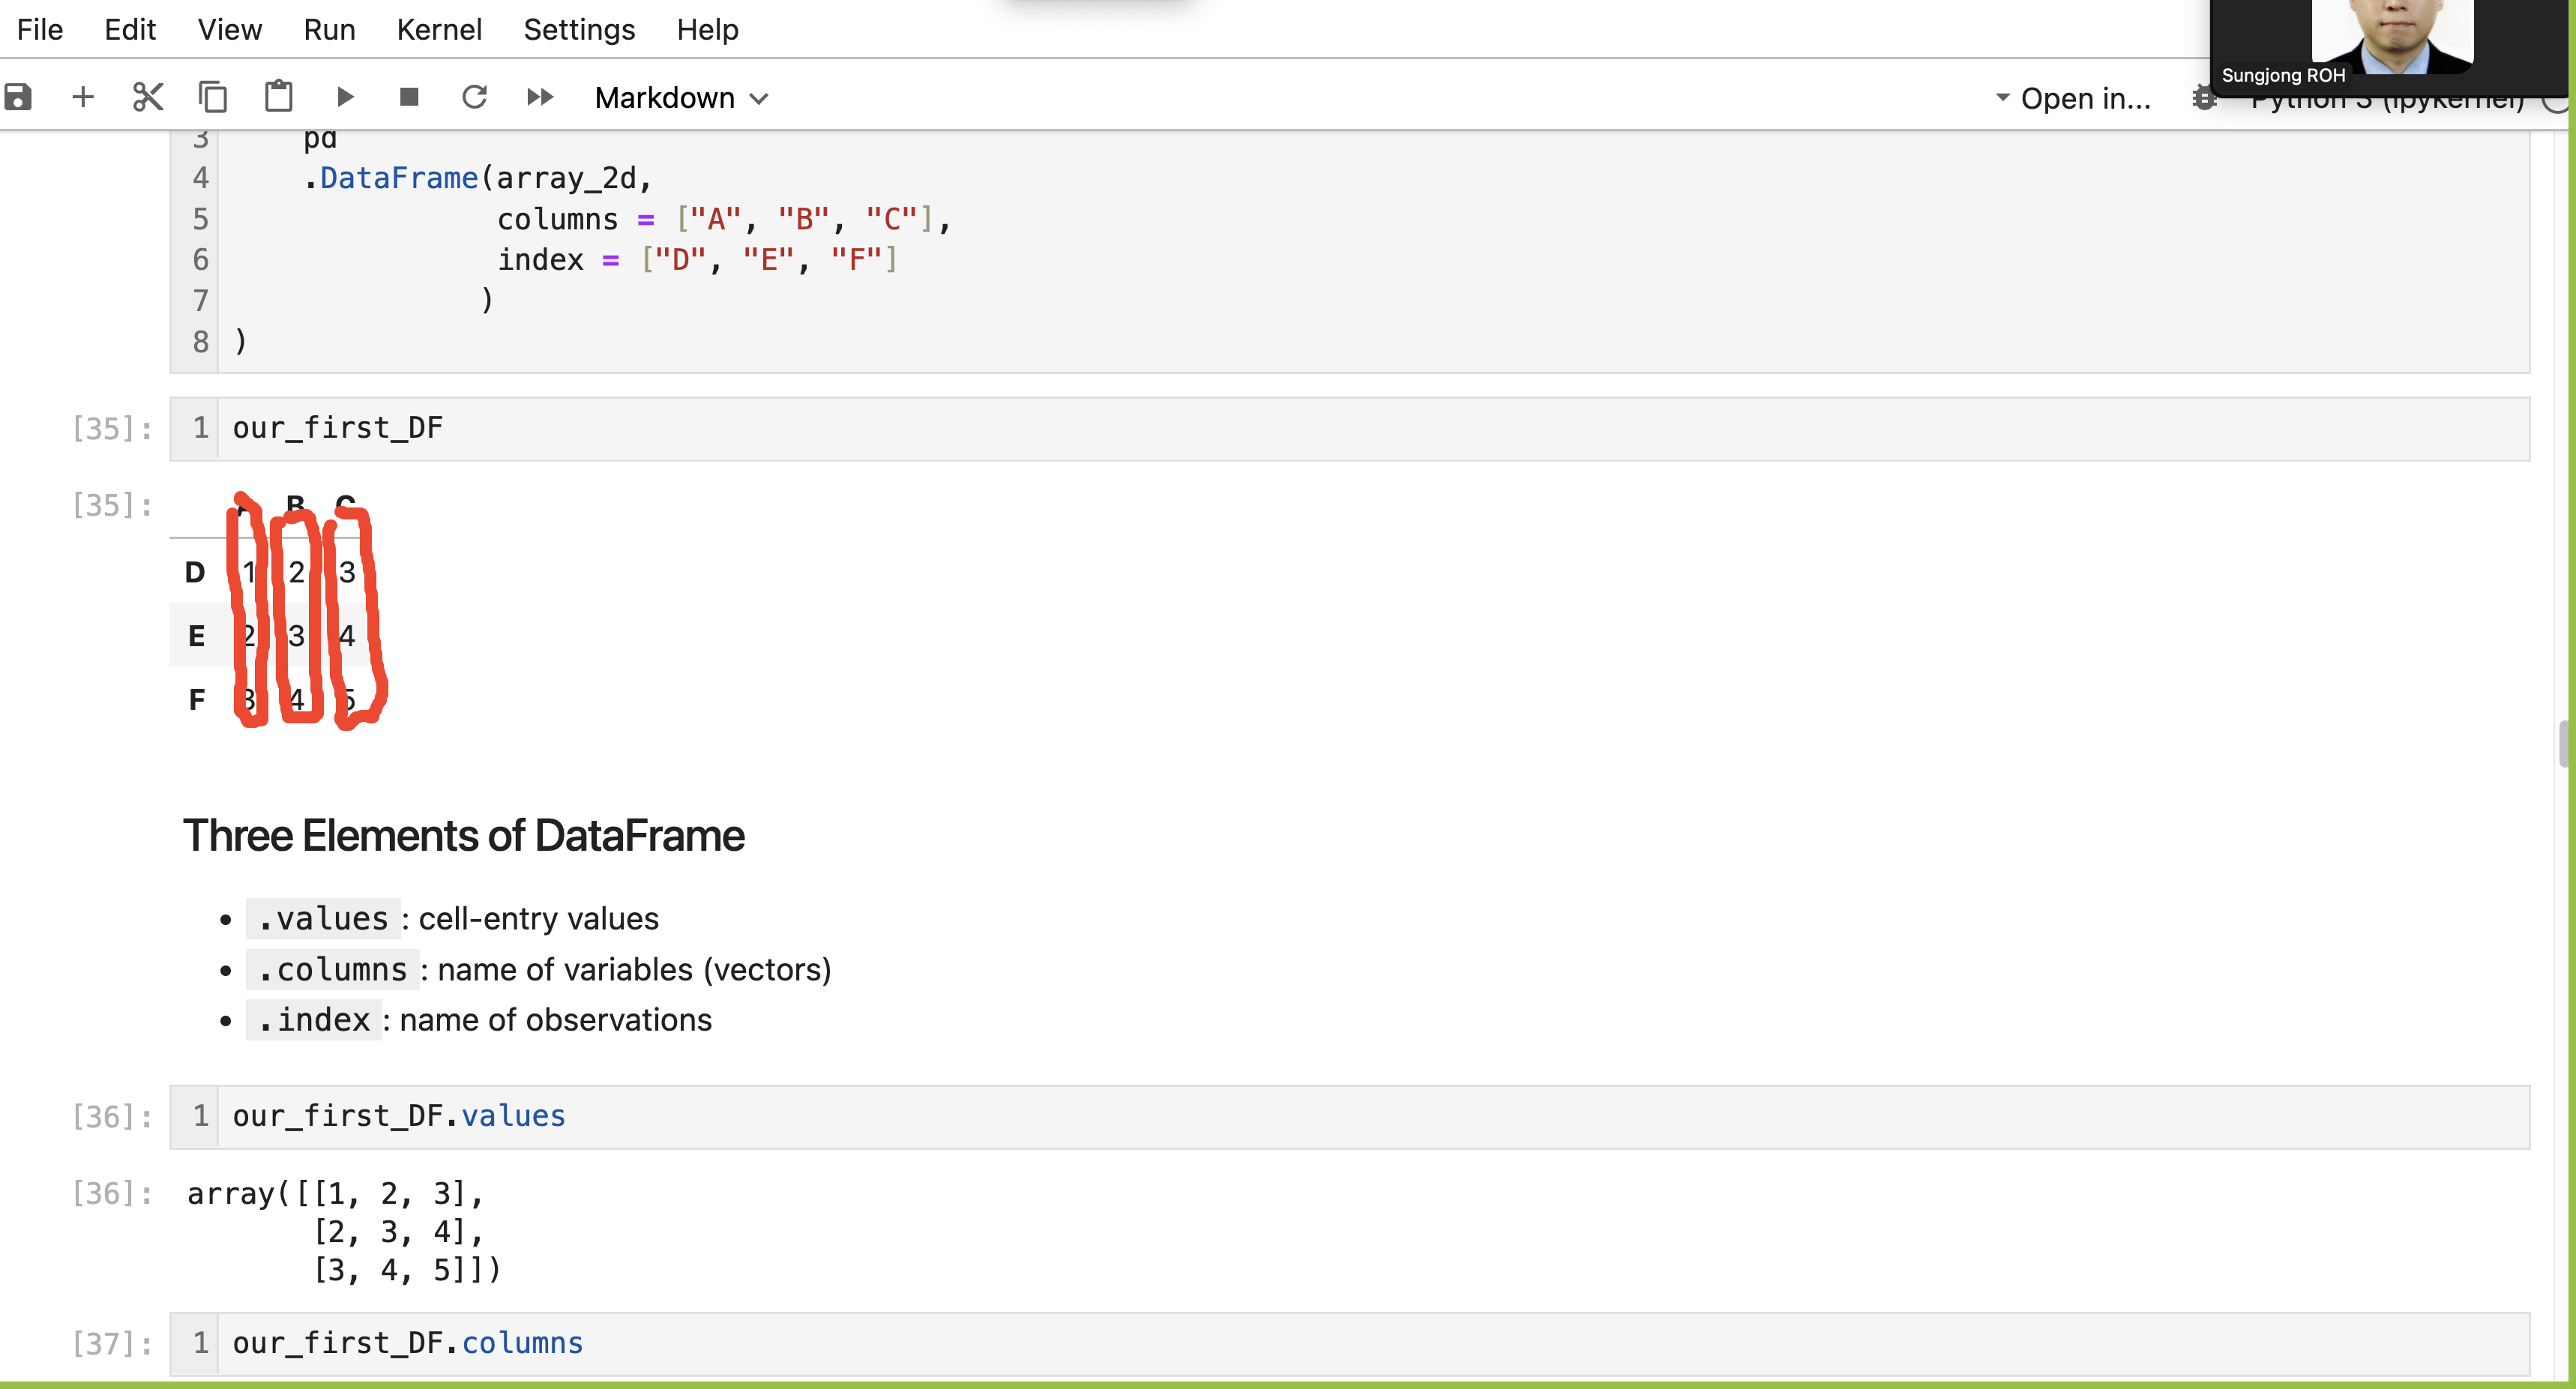 File Edit View Run Kernel Settings Help
Sungjong ROH
Markdown Open in... Python 3 (ipykernel)
3 pd
4 .DataFrame(array_2d,
5 columns = ["A", "B", "C"],
6 index = ["D", "E", "F"]
7 )
8 )
[35]: 1 our_first_DF
[35]: A B C
D 1 2 3
E 2 3 4
F 3 4 5
Three Elements of DataFrame
• .values : cell-entry values
• .columns : name of variables (vectors)
• .index : name of observations
[36]: 1 our_first_DF.values
[36]: array([[1, 2, 3],
[2, 3, 4],
[3, 4, 5]])
[37]: 1 our_first_DF.columns